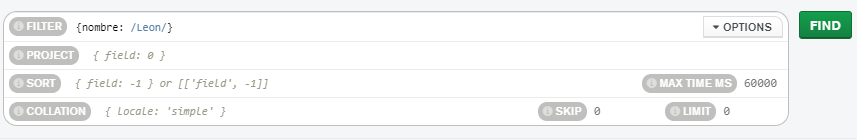 FILTER {nombre: /Leon/} OPTIONS FIND
PROJECT { field: 0 }
SORT { field: -1 } or [['field', -1]] MAX TIME MS 60000
COLLATION { locale: 'simple' } SKIP 0 LIMIT 0